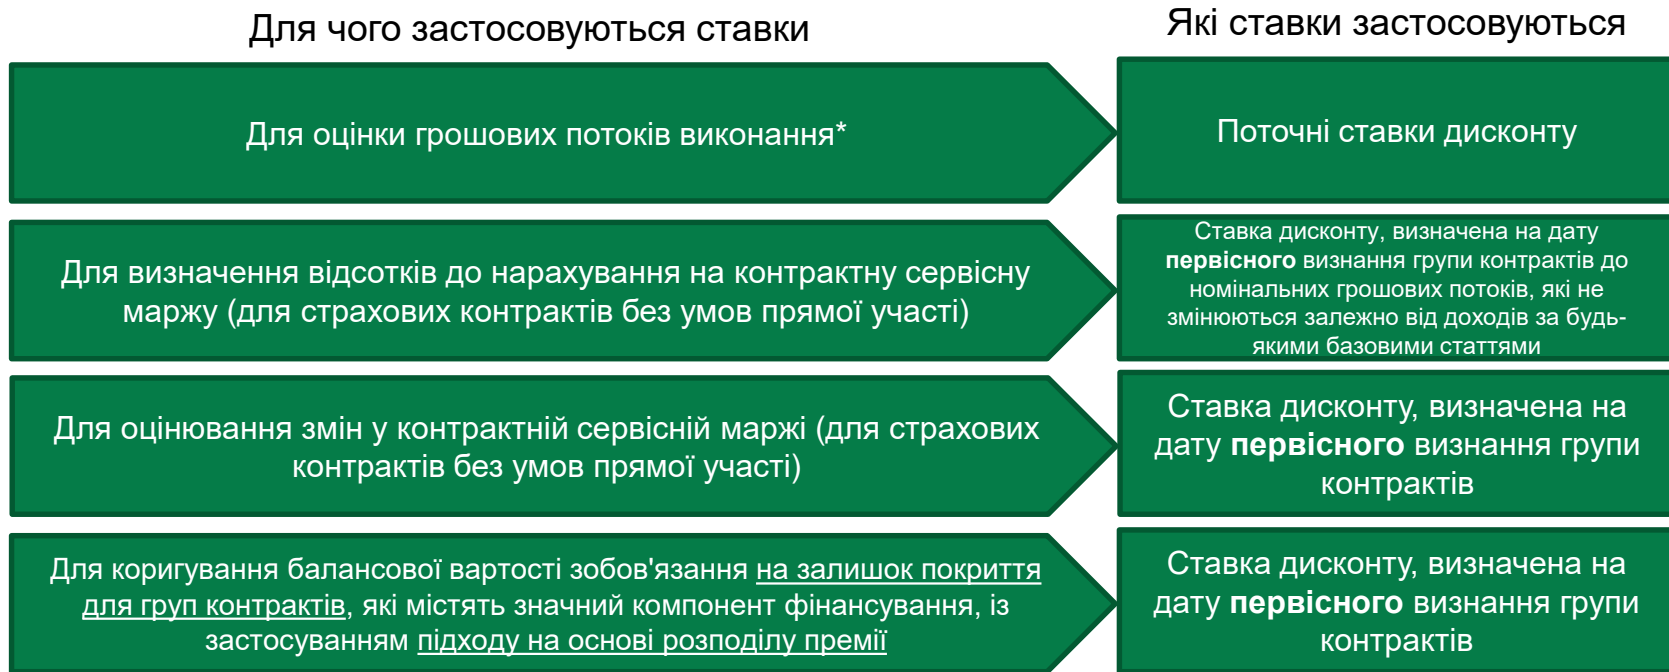 Для чого застосовуються ставки
Які ставки застосовуються
Для оцінки грошових потоків виконання*
Поточні ставки дисконту
Для визначення відсотків до нарахування на контрактну сервісну
маржу (для страхових контрактів без умов прямої участі)
Ставка дисконту, визначена на дату
первісного визнання групи контрактів до
номінальних грошових потоків, які не
змінюються залежно від доходів за будь-
якими базовими статтями
Для оцінювання змін у контрактній сервісній маржі (для страхових
контрактів без умов прямої участі)
Ставка дисконту, визначена на
дату первісного визнання групи
контрактів
Для коригування балансової вартості зобов'язання на залишок покриття
для груп контрактів, які містять значний компонент фінансування, із
застосуванням підходу на основі розподілу премії
Ставка дисконту, визначена на
дату первісного визнання групи
контрактів